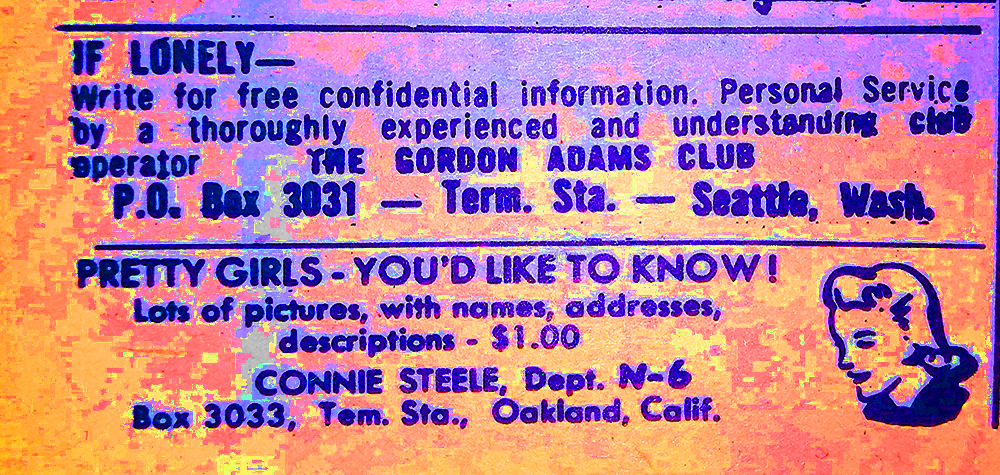 IF LONELY—
Write for free confidential information. Personal Service
by a thoroughly experienced and understanding club
operator THE GORDON ADAMS CLUB
P.O. Box 3031 — Term. Sta. — Seattle, Wash.
PRETTY GIRLS - YOU'D LIKE TO KNOW!
Lots of pictures, with names, addresses,
descriptions - $1.00
CONNIE STEELE, Dept. N-6
Box 3033, Tem. Sta., Oakland, Calif.